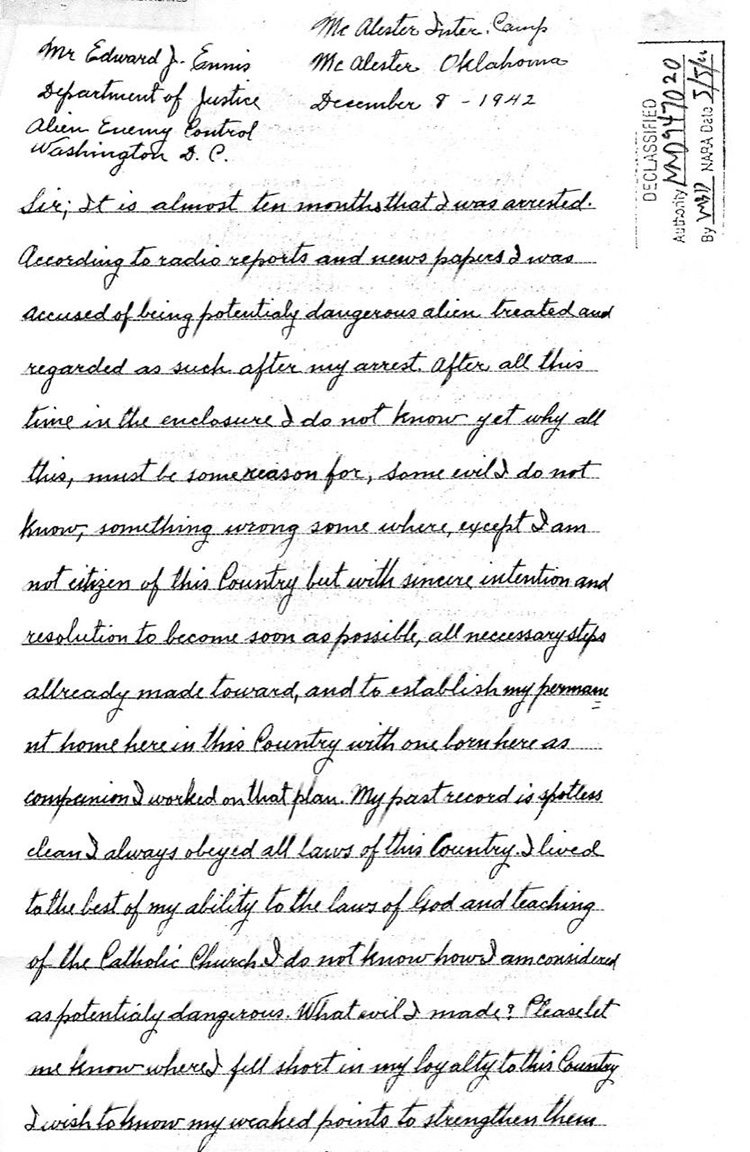 Mc Alester Inter. Camp
Mr Edward J. Ennis
Mc Alester Oklahoma
Department of Justice
December 8 - 1942
Alien Enemy Control
Washington D. C.
DECLASSIFIED
Authority NND947020
By NARA Date
Sir; It is almost ten months that I was arrested.
According to radio reports and news papers I was
accused of being potentialy dangerous alien treated and
regarded as such after my arrest. After all this
time in the enclosure I do not know yet why all
this, must be some reason for, some evil I do not
know, something wrong some where, except I am
not citizen of this Country but with sincere intention and
resolution to become soon as possible, all neccessary steps
allready made toward, and to establish my permane
nt home here in this Country with one born here as
companion I worked on that plan. My past record is spotless
clean I always obeyed all laws of this Country. I lived
to the best of my ability to the laws of God and teaching
of the Catholic Church. I do not know how I am considered
as potentialy dangerous. What evil I made? Please let
me know where I fell short in my loyalty to this Country
I wish to know my weaked points to strengthen them